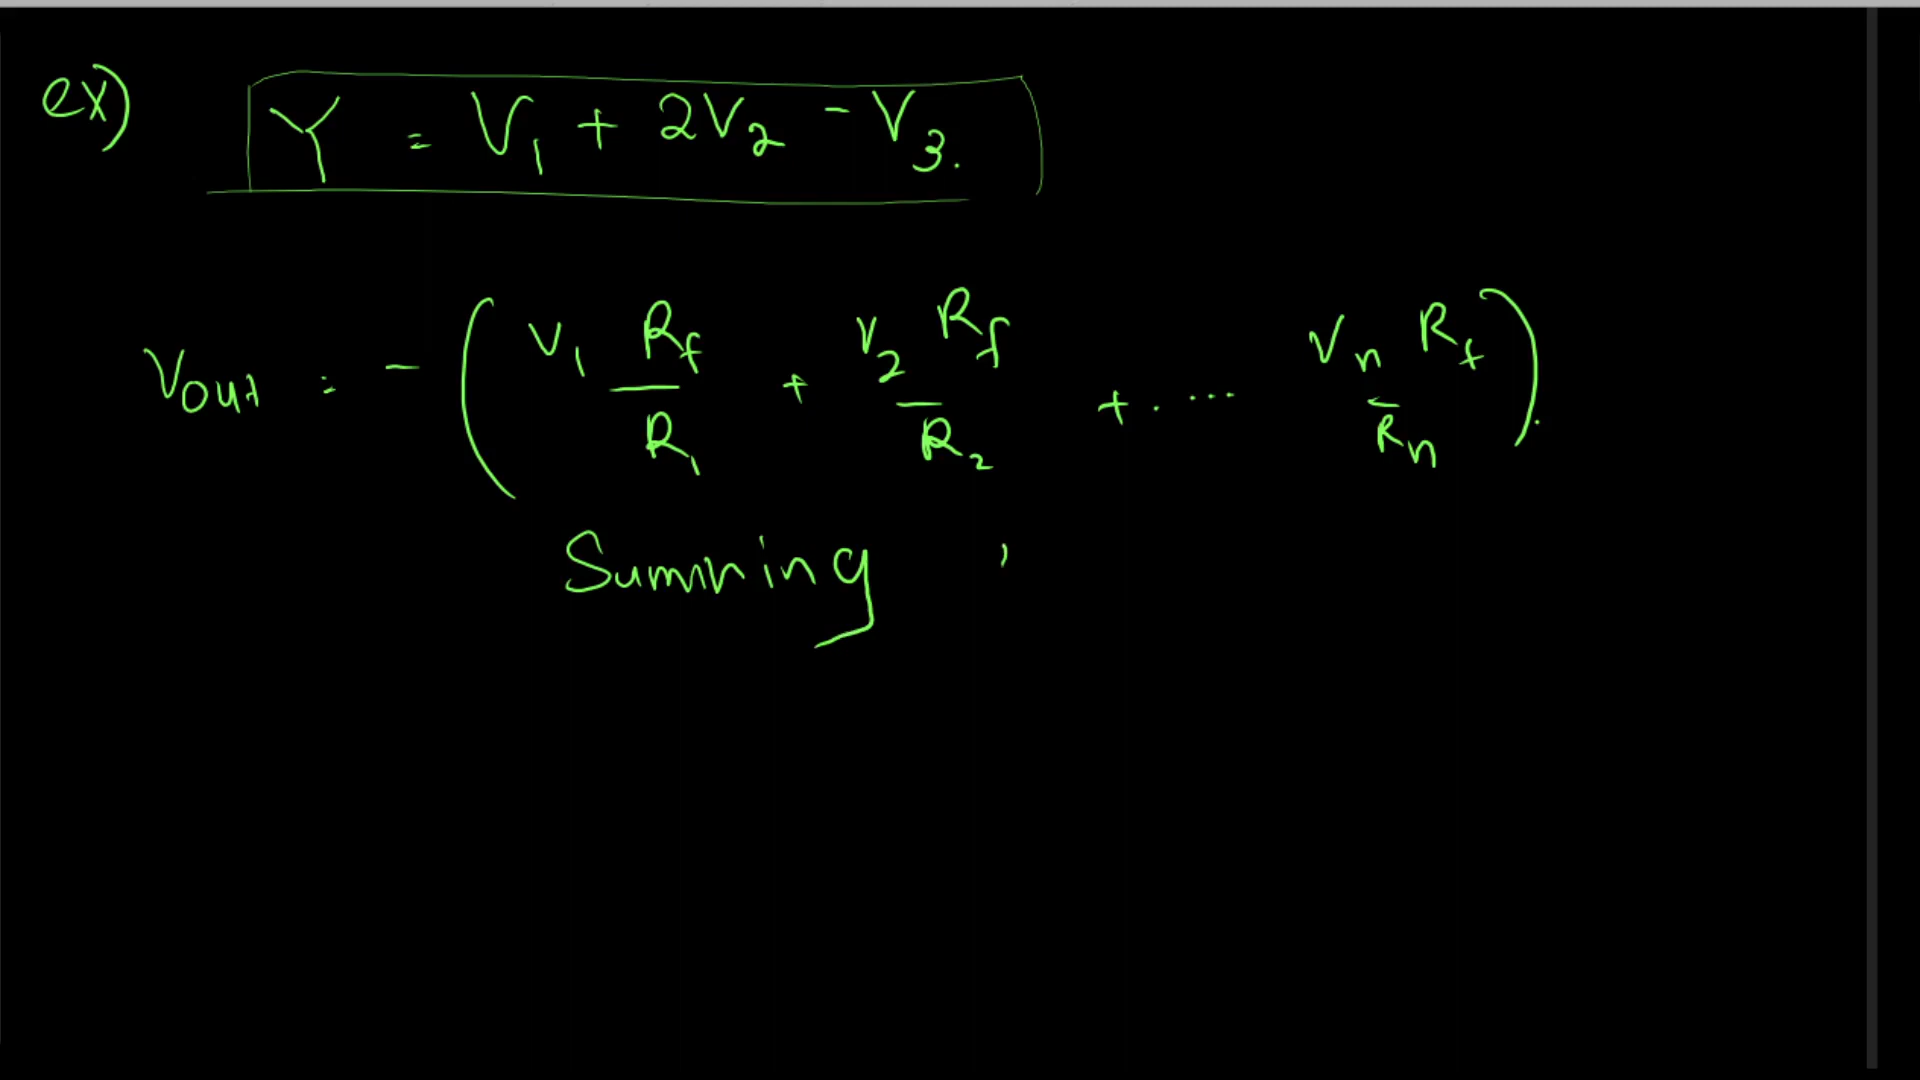 ex) Y = V₁ + 2V₂ - V₃.
Vout = - ( V₁ Rf/R₁ + V₂ Rf/R₂ + . ... Vn Rf/Rn ).
Summing